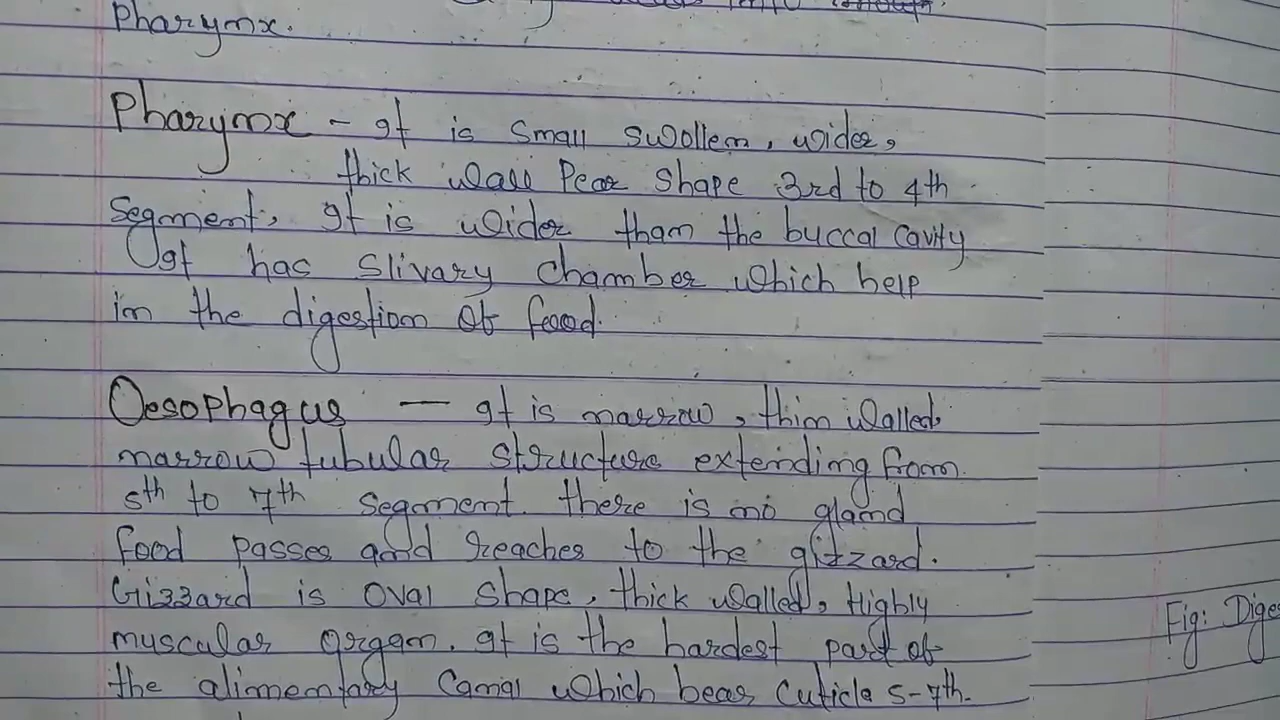 Pharynx.
Pharynx - It is small swollen, wider,
thick wall Pear shape 3rd to 4th
Segment, It is wider than the buccal cavity
It has Slivary chamber which help
in the digestion of food.
Oesophagus — It is narrow, thin walled
narrow tubular structure extending from
5th to 7th segment. there is no gland
food passes and reaches to the gizzard.
Gizzard is oval shape, thick walled, Highly
muscular organ. It is the hardest part of
the alimentary Canal which bear cuticle 5-7th.
Fig: Diges